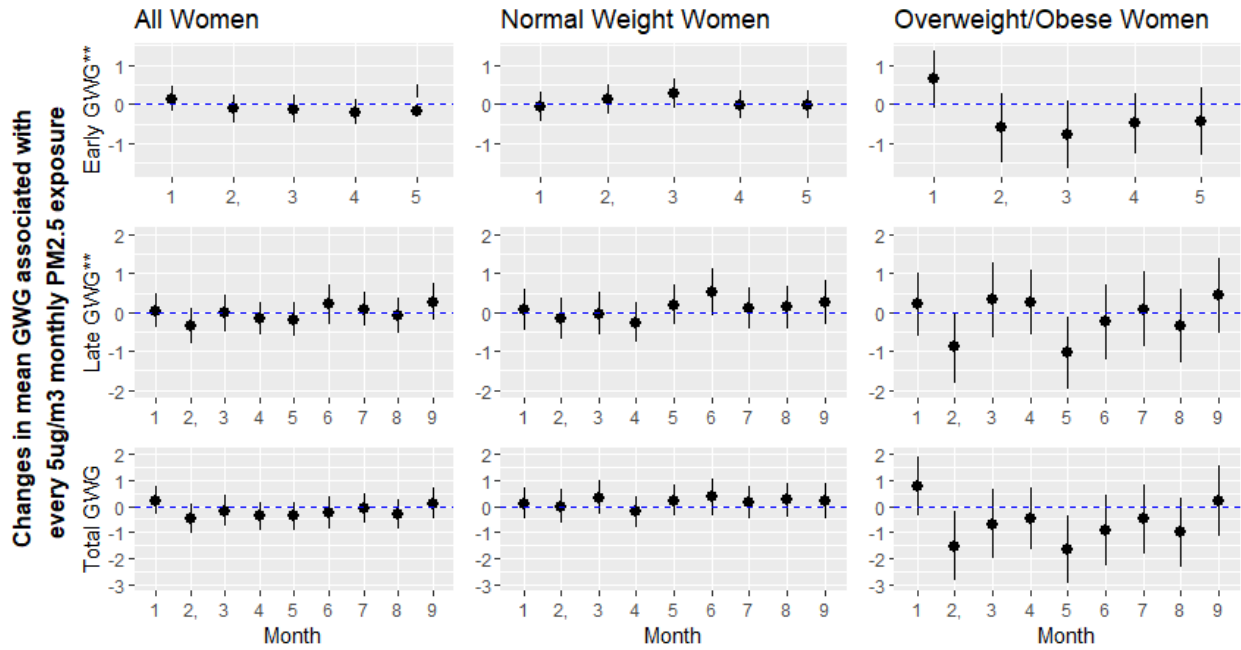 All Women
Normal Weight Women
Overweight/Obese Women
Changes in mean GWG associated with
every 5ug/m3 monthly PM2.5 exposure
Early GWG**
1
0
-1
1 2, 3 4 5
1
0
-1
1 2, 3 4 5
1
0
-1
1 2, 3 4 5
Late GWG**
2
1
0
-1
-2
1 2, 3 4 5 6 7 8 9
2
1
0
-1
-2
1 2, 3 4 5 6 7 8 9
2
1
0
-1
-2
1 2, 3 4 5 6 7 8 9
Total GWG
2
1
0
-1
-2
-3
1 2, 3 4 5 6 7 8 9
Month
2
1
0
-1
-2
-3
1 2, 3 4 5 6 7 8 9
Month
2
1
0
-1
-2
-3
1 2, 3 4 5 6 7 8 9
Month